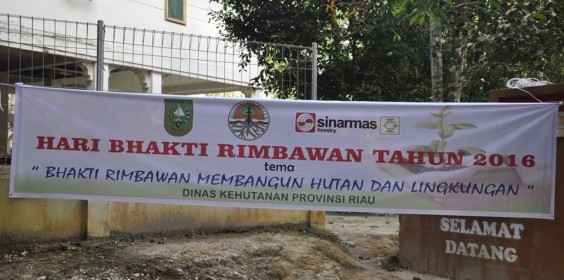 sinarmas
forestry
HARI BHAKTI RIMBAWAN TAHUN 2016
tema
" BHAKTI RIMBAWAN MEMBANGUN HUTAN DAN LINGKUNGAN "
DINAS KEHUTANAN PROVINSI RIAU
SELAMAT
DATANG